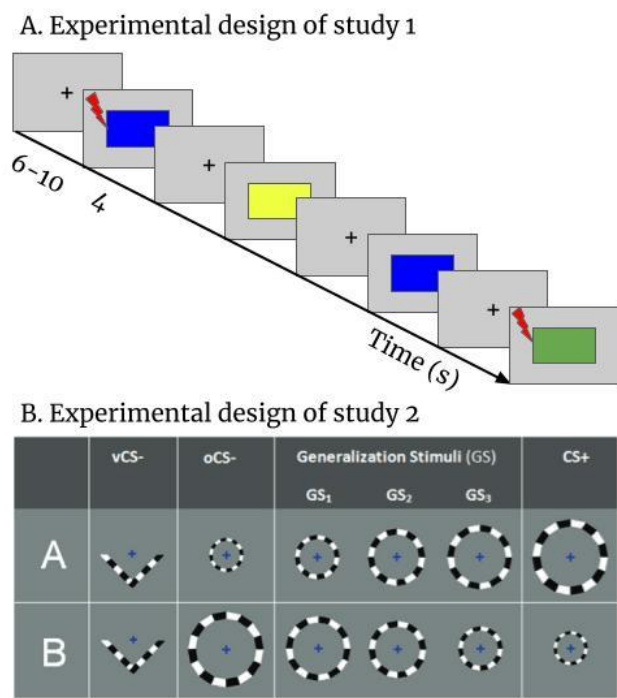 A. Experimental design of study 1
6-10
4
Time (s)
B. Experimental design of study 2
vCS- oCS- Generalization Stimuli (GS) CS+
GS₁ GS₂ GS₃
A
B